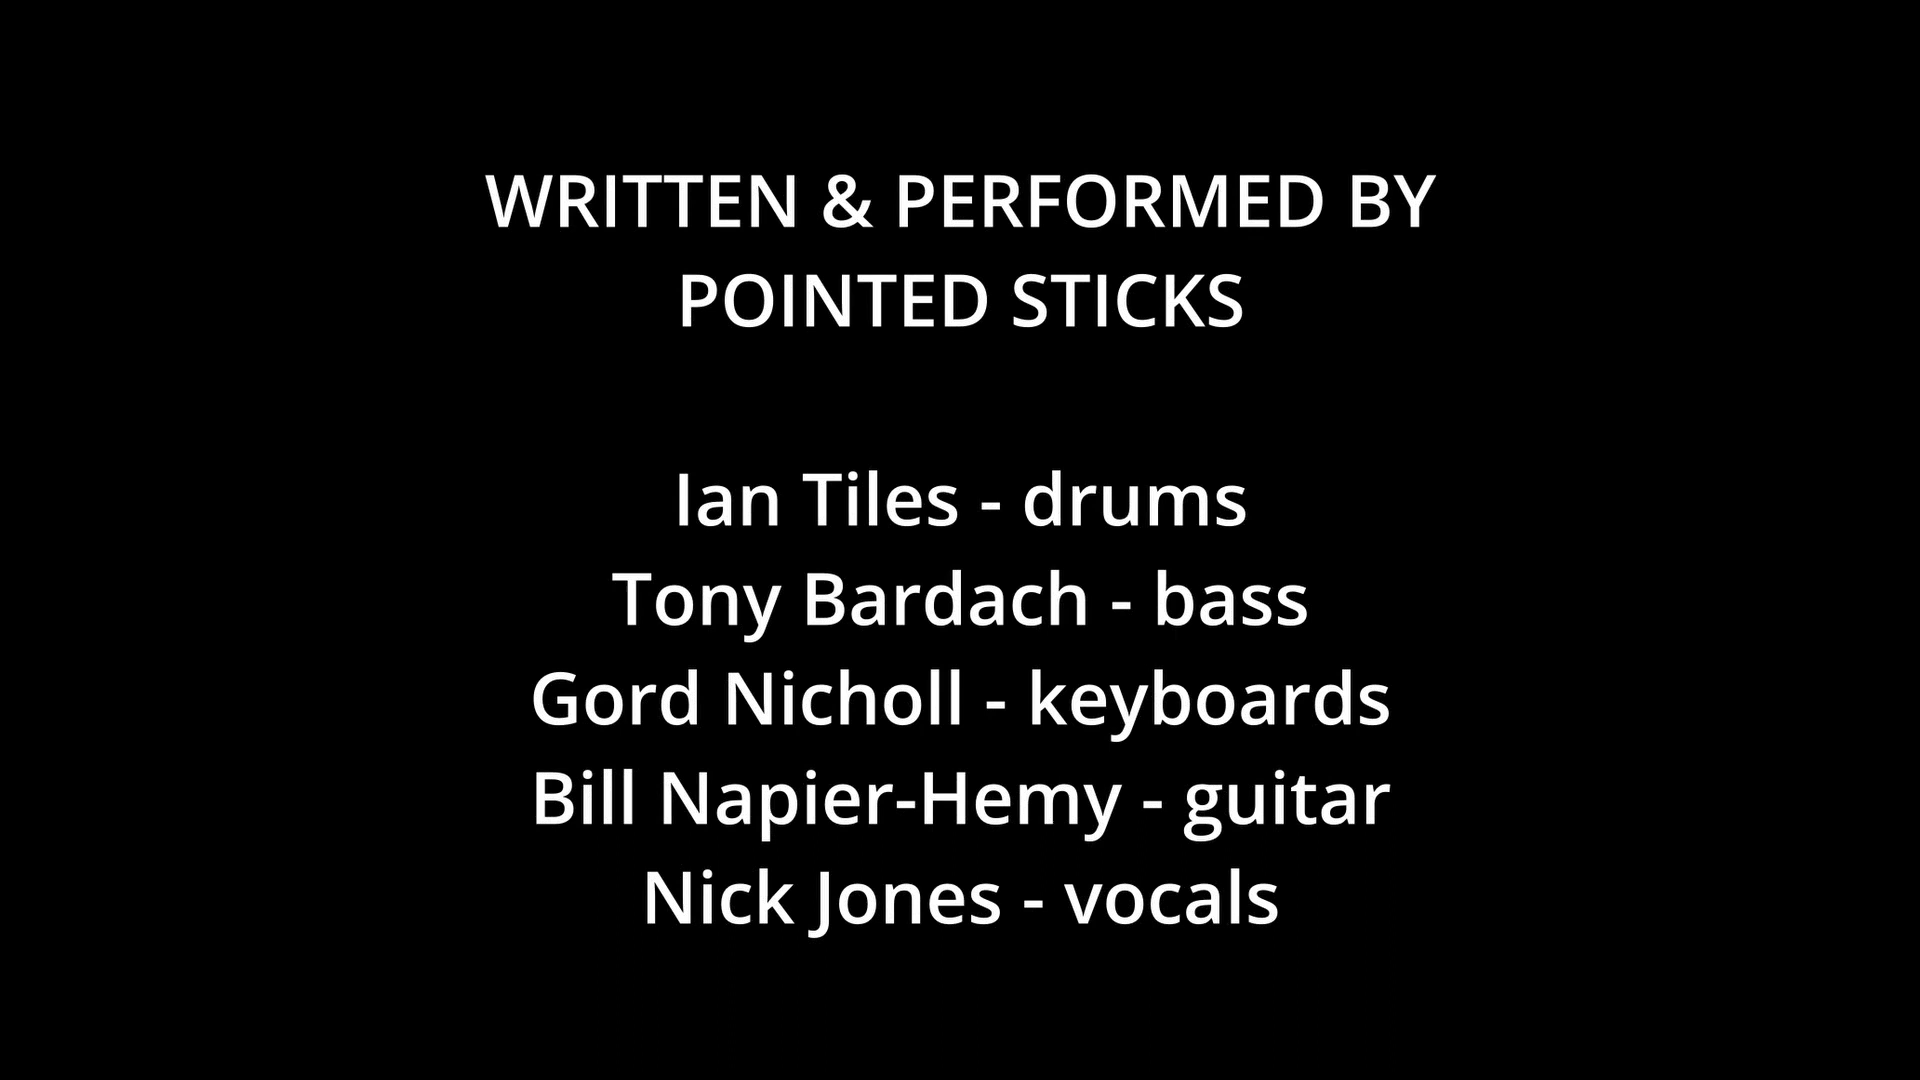 WRITTEN & PERFORMED BY
POINTED STICKS
Ian Tiles - drums
Tony Bardach - bass
Gord Nicholl - keyboards
Bill Napier-Hemy - guitar
Nick Jones - vocals